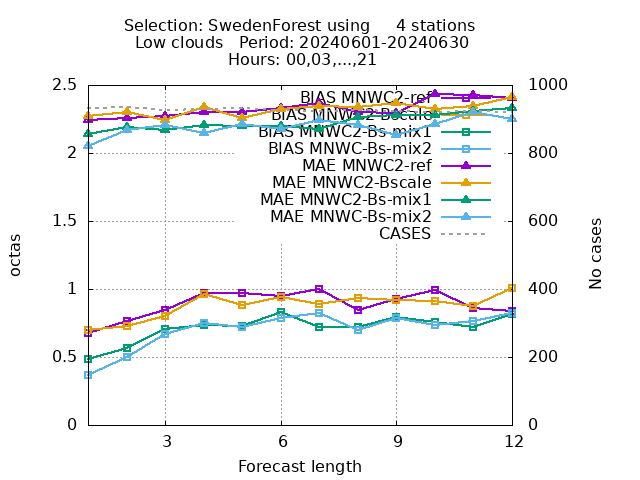 Selection: SwedenForest using 4 stations
Low clouds Period: 20240601-20240630
Hours: 00,03,...,21
2.5
2
1.5
1
0.5
0
octas
1000
800
600
400
200
0
No cases
BIAS MNWC2-ref
BIAS MNWC2-Bscale
BIAS MNWC2-Bs-mix1
BIAS MNWC-Bs-mix2
MAE MNWC2-ref
MAE MNWC2-Bscale
MAE MNWC2-Bs-mix1
MAE MNWC-Bs-mix2
CASES
3 6 9 12
Forecast length